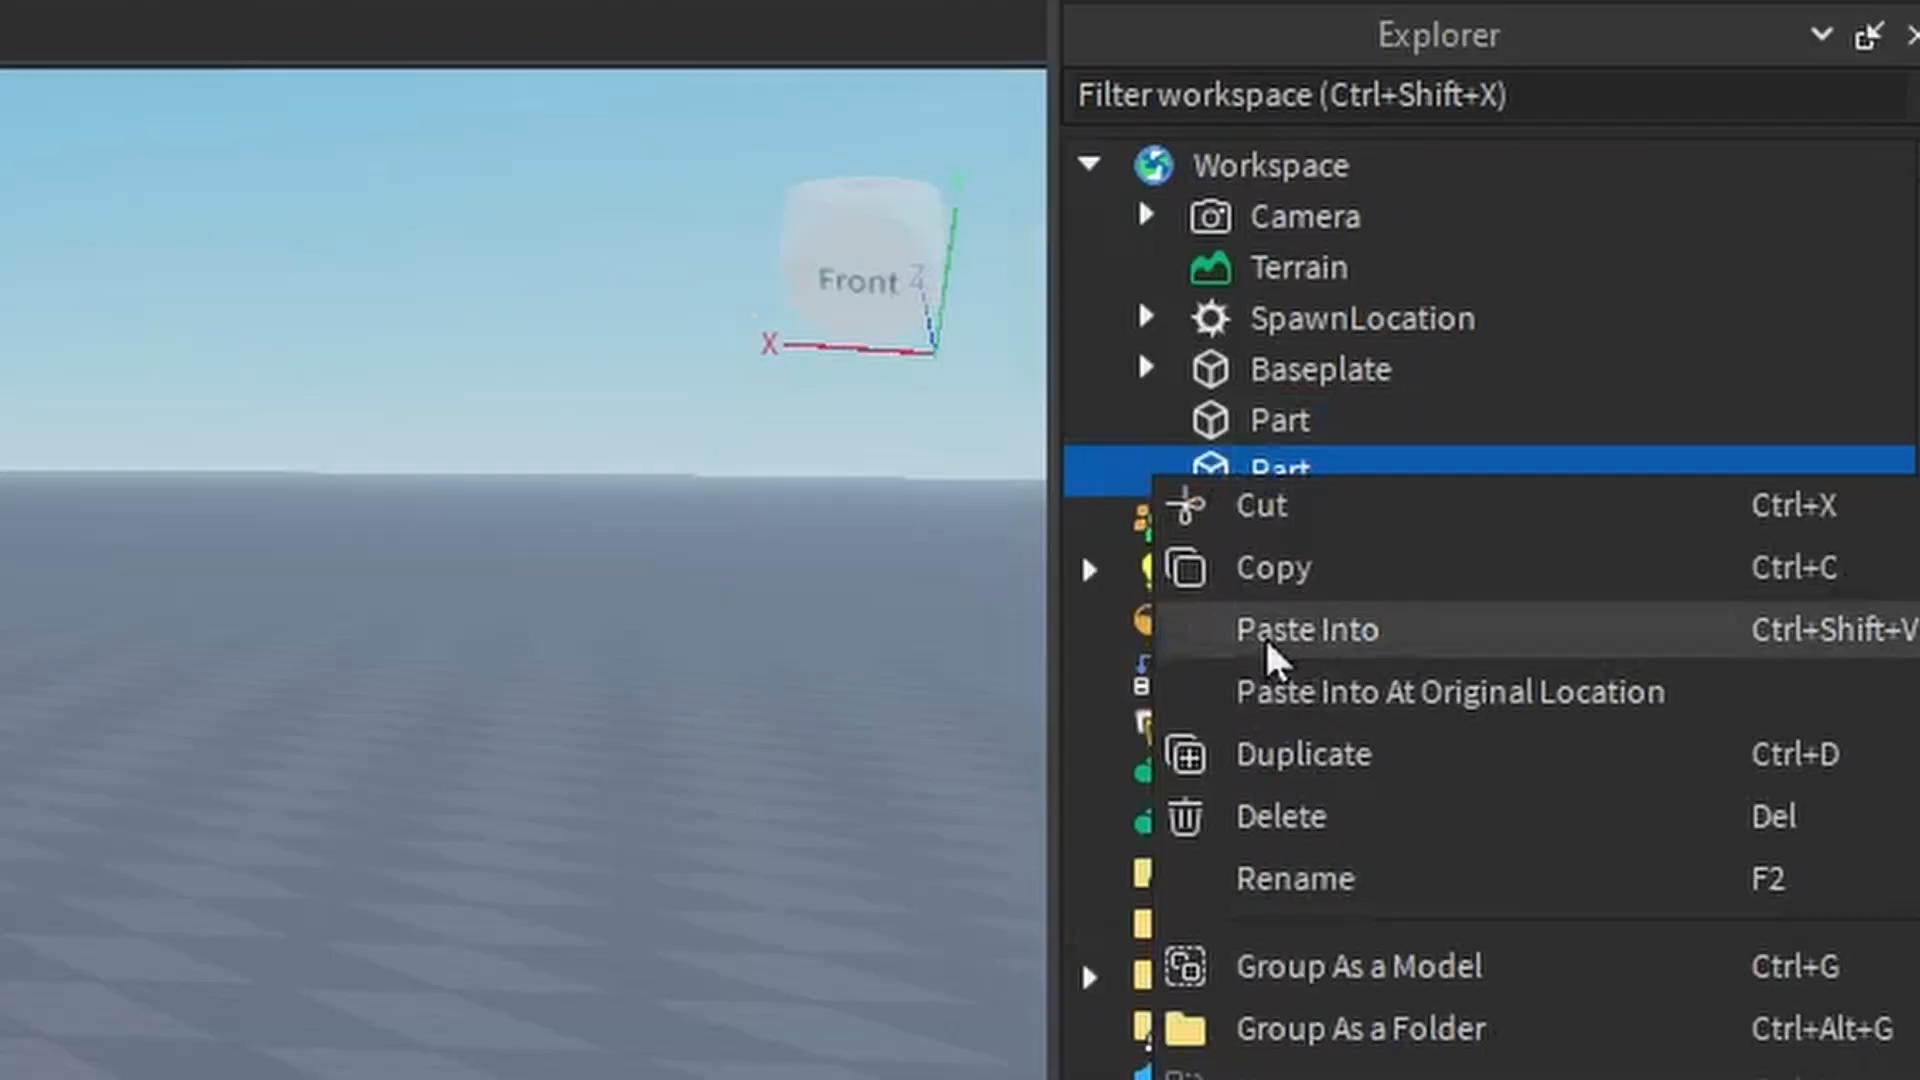 Explorer
Filter workspace (Ctrl+Shift+X)
Workspace
Camera
Terrain
SpawnLocation
Baseplate
Part
Part
Cut Ctrl+X
Copy Ctrl+C
Paste Into Ctrl+Shift+V
Paste Into At Original Location
Duplicate Ctrl+D
Delete Del
Rename F2
Group As a Model Ctrl+G
Group As a Folder Ctrl+Alt+G
Front Z
X